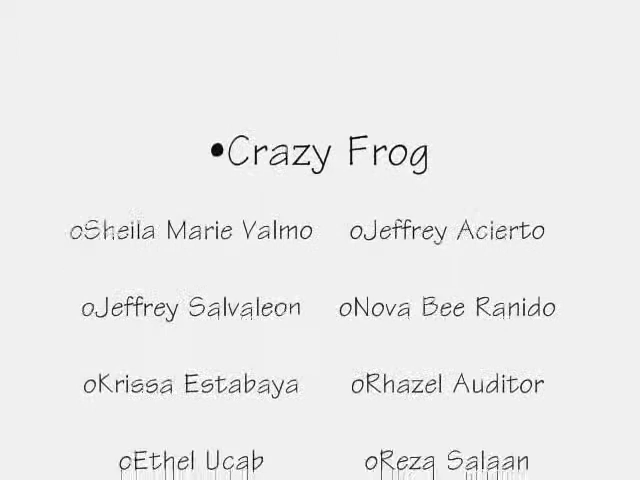 •Crazy Frog
oSheila Marie Valmo oJeffrey Acierto
oJeffrey Salvaleon oNova Bee Ranido
oKrissa Estabaya oRhazel Auditor
oEthel Ucab oReza Salaan